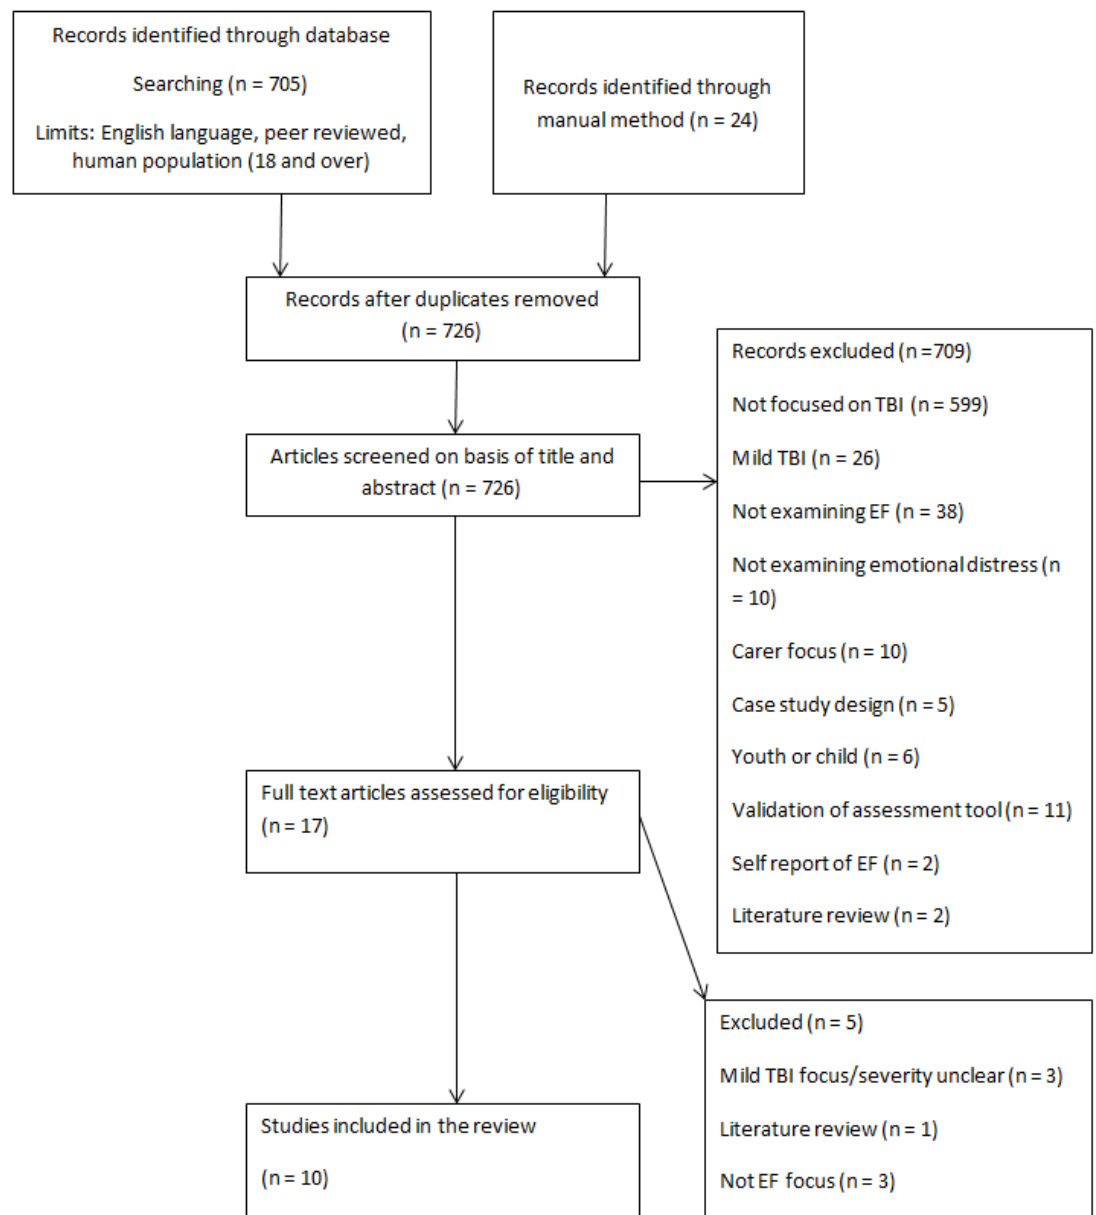 Records identified through database
Searching (n = 705)
Limits: English language, peer reviewed,
human population (18 and over)
Records identified through
manual method (n = 24)
Records after duplicates removed
(n = 726)
Articles screened on basis of title and
abstract (n = 726)
Records excluded (n =709)
Not focused on TBI (n = 599)
Mild TBI (n = 26)
Not examining EF (n = 38)
Not examining emotional distress (n
= 10)
Carer focus (n = 10)
Case study design (n = 5)
Youth or child (n = 6)
Validation of assessment tool (n = 11)
Self report of EF (n = 2)
Literature review (n = 2)
Full text articles assessed for eligibility
(n = 17)
Excluded (n = 5)
Mild TBI focus/severity unclear (n = 3)
Literature review (n = 1)
Not EF focus (n = 3)
Studies included in the review
(n = 10)